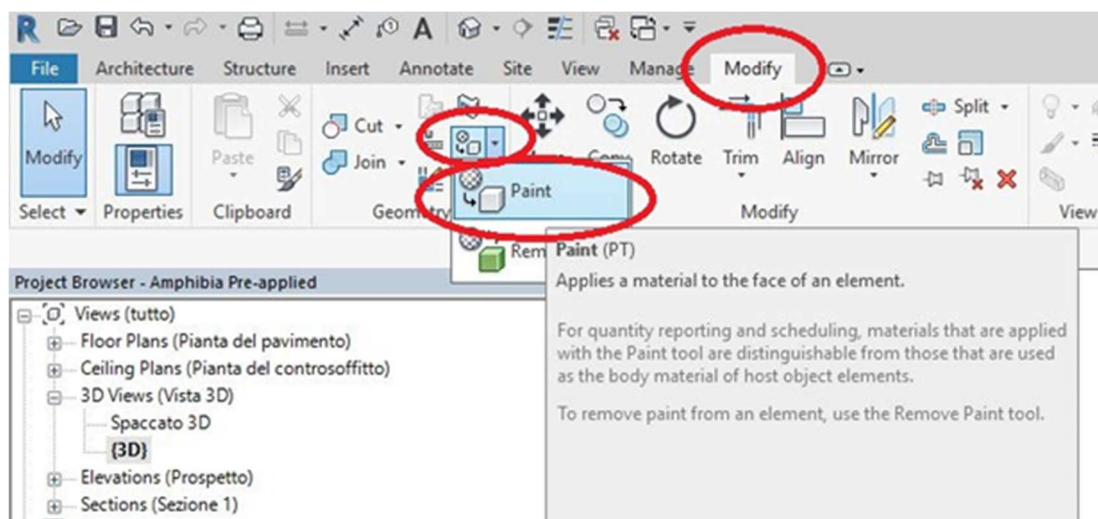 R A
File Architecture Structure Insert Annotate Site View Manage Modify
Cut Split
Modify Paste Join Copy Rotate Trim Align Mirror
Paint
Select Properties Clipboard Geometry Modify View
Rem
Paint (PT)
Applies a material to the face of an element.
For quantity reporting and scheduling, materials that are applied
with the Paint tool are distinguishable from those that are used
as the body material of host object elements.
To remove paint from an element, use the Remove Paint tool.
Project Browser - Amphibia Pre-applied
Views (tutto)
Floor Plans (Pianta del pavimento)
Ceiling Plans (Pianta del controsoffitto)
3D Views (Vista 3D)
Spaccato 3D
{3D}
Elevations (Prospetto)
Sections (Sezione 1)